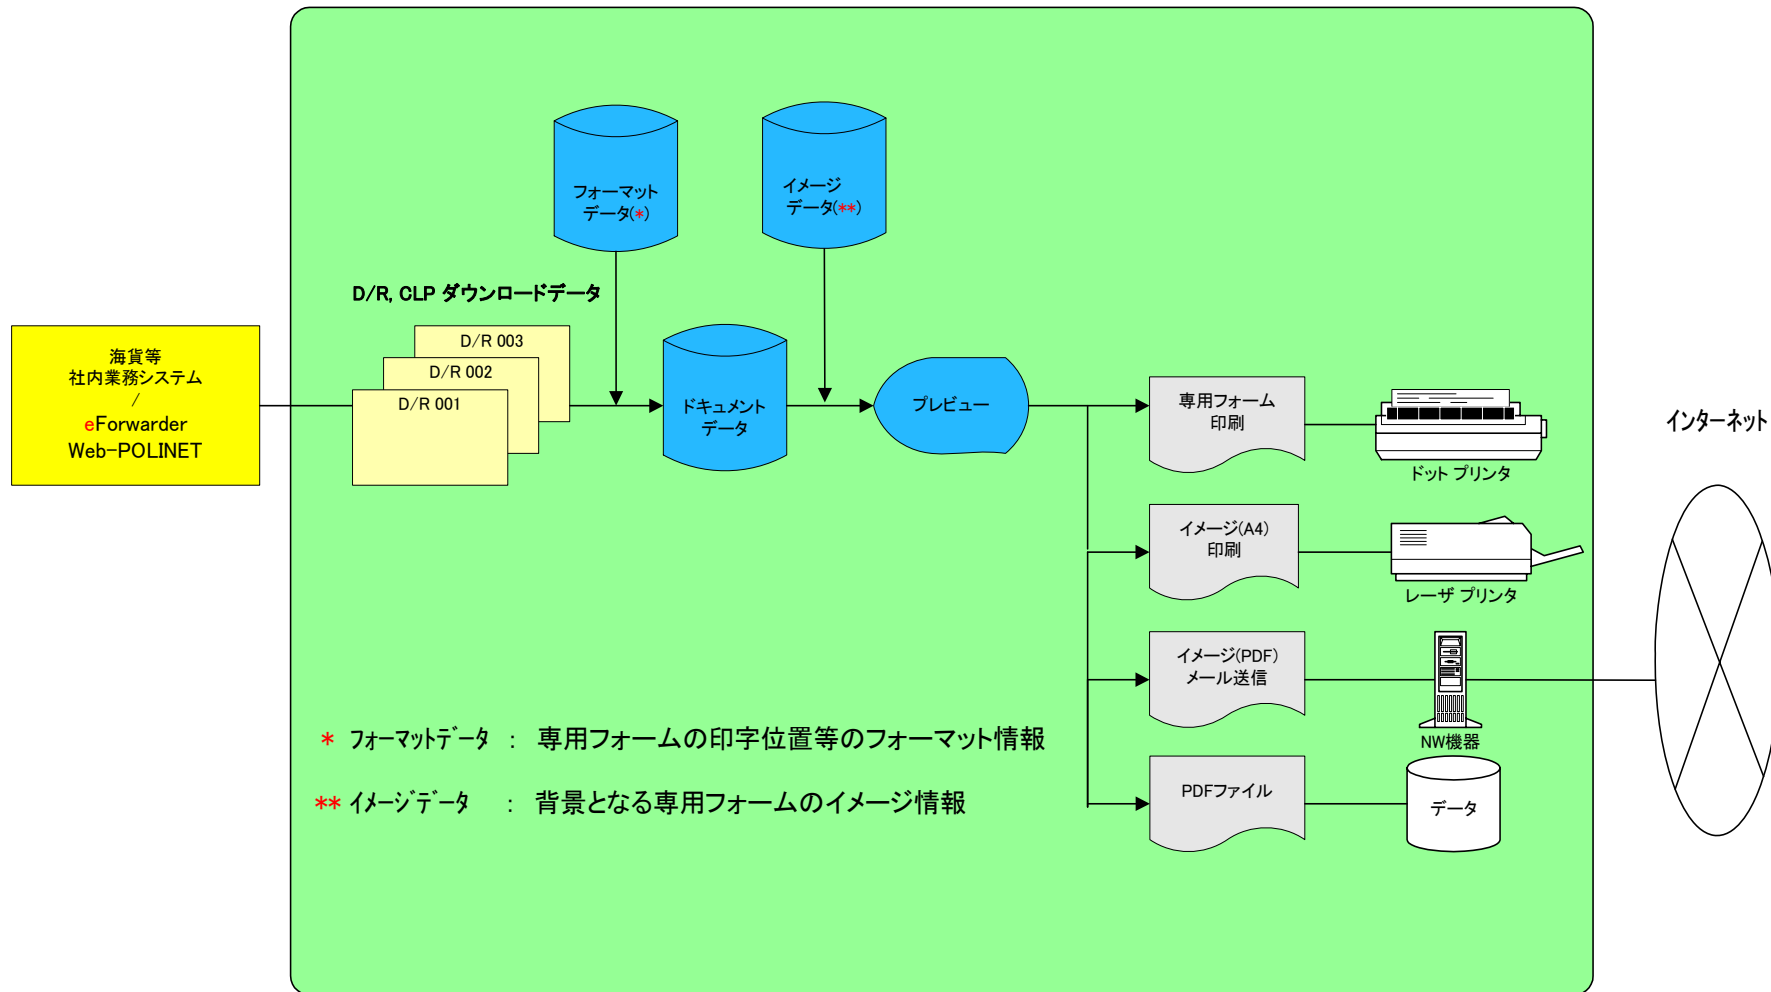 フォーマット
データ(*)
イメージ
データ(**)
D/R, CLP ダウンロードデータ
海貨等
社内業務システム
/
eForwarder
Web-POLINET
D/R 003
D/R 002
D/R 001
ドキュメント
データ
プレビュー
専用フォーム
印刷
ドット プリンタ
インターネット
イメージ(A4)
印刷
レーザ プリンタ
イメージ(PDF)
メール送信
NW機器
PDFファイル
データ
* フォーマットデータ : 専用フォームの印字位置等のフォーマット情報
** イメージデータ : 背景となる専用フォームのイメージ情報